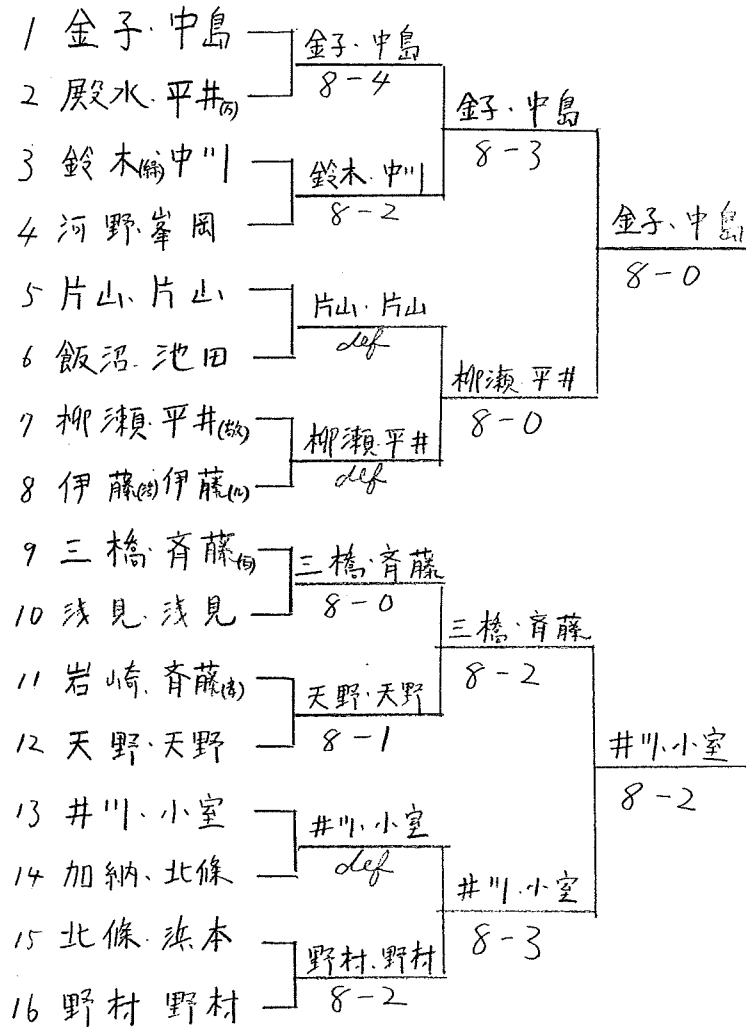 1 金子・中島
2 殿水・平井
3 鈴木 中川
4 河野・峯岡
5 片山、片山
6 飯沼・池田
7 柳瀬・平井(敬)
8 伊藤 伊藤
9 三橋・斉藤
10 浅見・浅見
11 岩崎、斉藤
12 天野・天野
13 井川、小室
14 加納、北條
15 北條・浜本
16 野村 野村
金子・中島
8-4
鈴木・中川
8-2
片山・片山
def
柳瀬・平井
def
三橋・斉藤
8-0
天野・天野
8-1
井川、小室
def
野村、野村
8-2
金子・中島
8-3
柳瀬・平井
8-0
三橋・斉藤
8-2
井川・小室
8-3
金子、中島
8-0
井川、小室
8-2